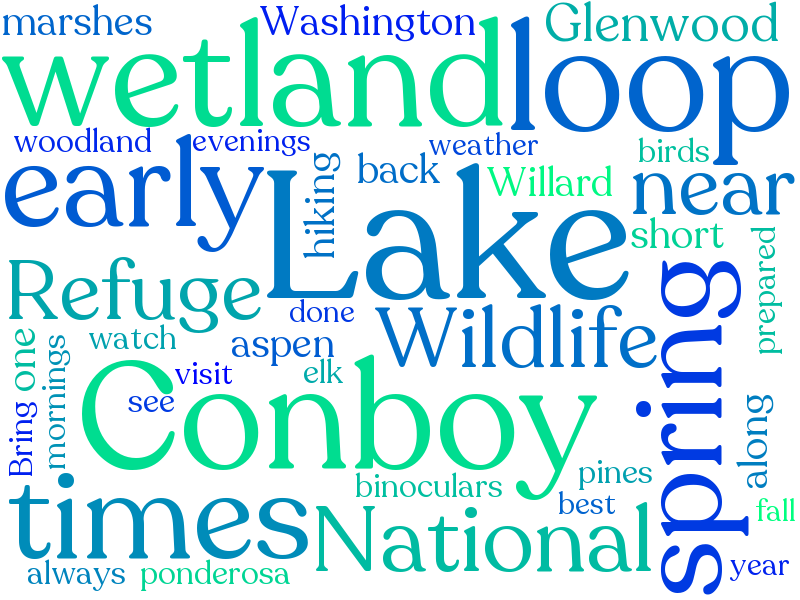 marshes
Washington
Glenwood
wetland
loop
woodland
evenings
weather
birds
early
hiking
back
Willard
near
Lake
short
Refuge
prepared
done
Wildlife
spring
watch
aspen
one
mornings
visit
elk
see
Conboy
Bring
along
pines
binoculars
best
times
National
fall
always
ponderosa
year